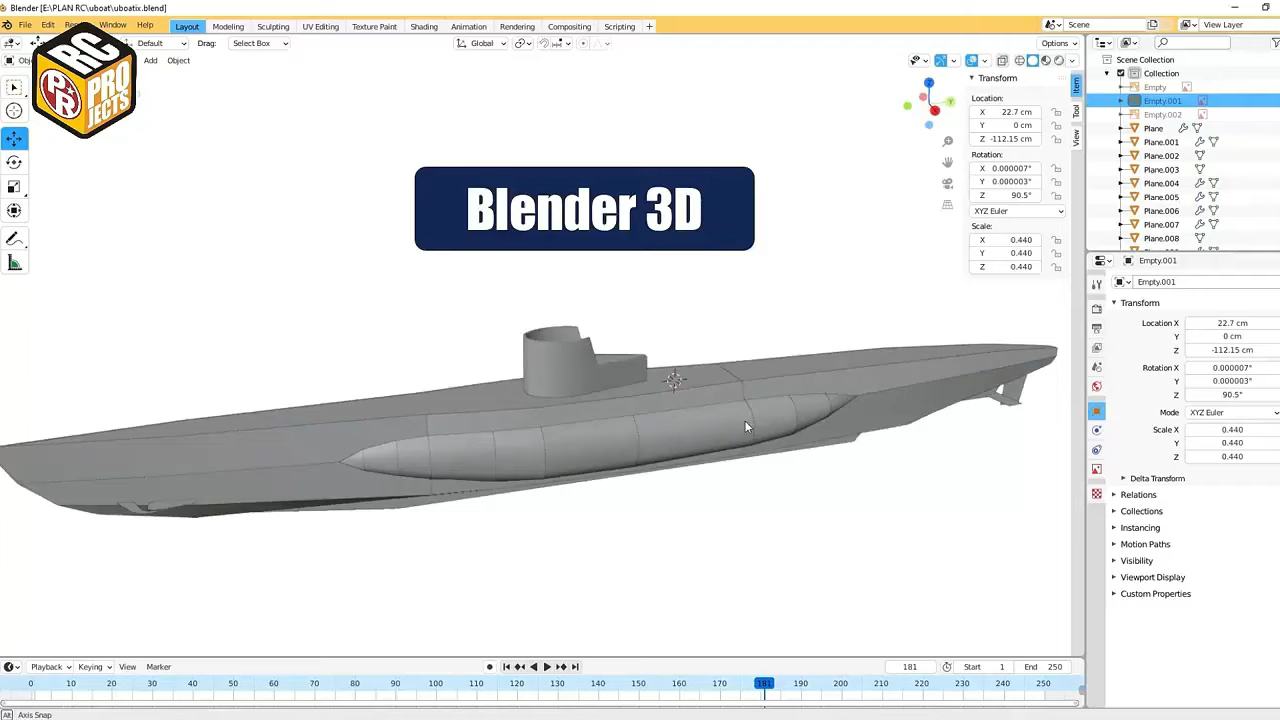 Blender [E:\PLAN RC\uboat\uboatix.blend]
File Edit Window Help Layout Modeling Sculpting UV Editing Texture Paint Shading Animation Rendering Compositing Scripting + Scene View Layer
Default Drag: Select Box Global Options
Add Object
RC PR PROJECTS
Blender 3D
Transform
Location:
X 22.7 cm
Y 0 cm
Z -112.15 cm
Rotation:
X 0.000007°
Y 0.000003°
Z 90.5°
XYZ Euler
Scale:
X 0.440
Y 0.440
Z 0.440
Item
Tool
View
Z
Y
Scene Collection
Collection
Empty
Empty.001
Empty.002
Plane
Plane.001
Plane.002
Plane.003
Plane.004
Plane.005
Plane.006
Plane.007
Plane.008
Empty.001
Empty.001
Transform
Location X 22.7 cm
Y 0 cm
Z -112.15 cm
Rotation X 0.000007°
Y 0.000003°
Z 90.5°
Mode XYZ Euler
Scale X 0.440
Y 0.440
Z 0.440
Delta Transform
Relations
Collections
Instancing
Motion Paths
Visibility
Viewport Display
Custom Properties
Playback Keying View Marker 181 Start 1 End 250
0 10 20 30 40 50 60 70 80 90 100 110 120 130 140 150 160 170 181 190 200 210 220 230 240 250
Axis Snap